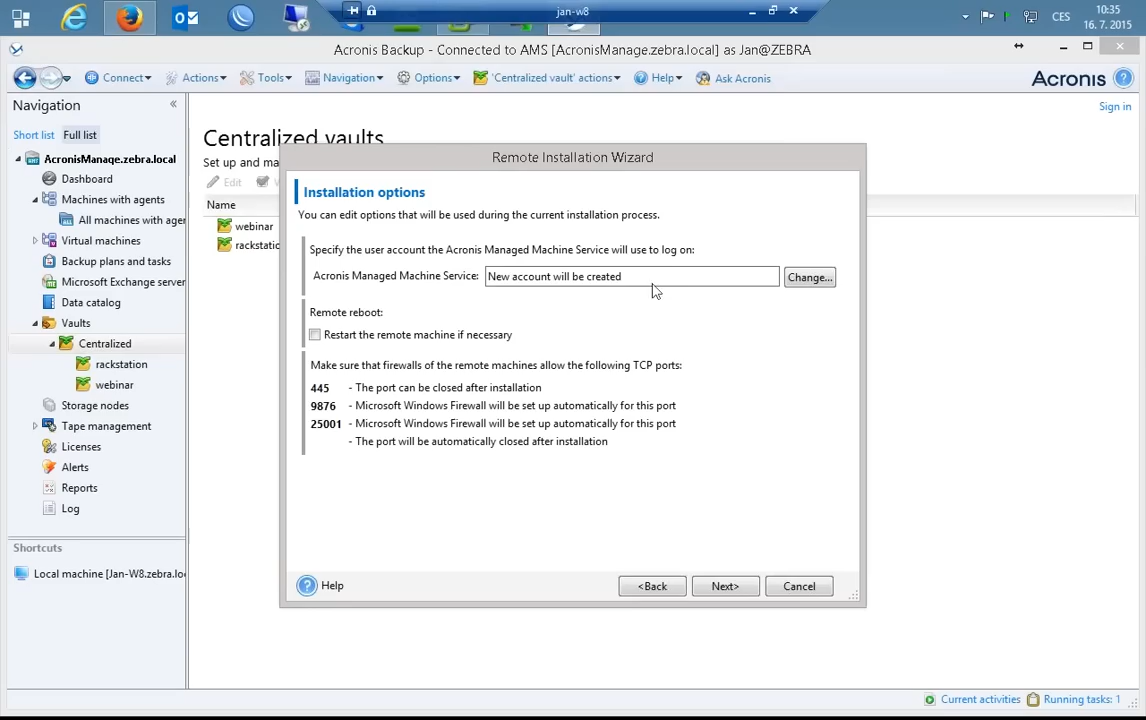 jan-w8
CES
10:35
16. 7. 2015
Acronis Backup - Connected to AMS [AcronisManage.zebra.local] as Jan@ZEBRA
Connect
Actions
Tools
Navigation
Options
'Centralized vault' actions
Help
Ask Acronis
Acronis
Navigation
Sign in
Short list
Full list
Centralized vaults
AcronisManage.zebra.local
Set up and ma
Dashboard
Edit
Machines with agents
Name
All machines with agen
webinar
Virtual machines
rackstatio
Backup plans and tasks
Microsoft Exchange server
Data catalog
Vaults
Centralized
rackstation
webinar
Storage nodes
Tape management
Licenses
Alerts
Reports
Log
Shortcuts
Local machine [Jan-W8.zebra.lo
Remote Installation Wizard
Installation options
You can edit options that will be used during the current installation process.
Specify the user account the Acronis Managed Machine Service will use to log on:
Acronis Managed Machine Service: New account will be created Change...
Remote reboot:
Restart the remote machine if necessary
Make sure that firewalls of the remote machines allow the following TCP ports:
445 - The port can be closed after installation
9876 - Microsoft Windows Firewall will be set up automatically for this port
25001 - Microsoft Windows Firewall will be set up automatically for this port
- The port will be automatically closed after installation
Help
<Back
Next>
Cancel
Current activities
Running tasks: 1